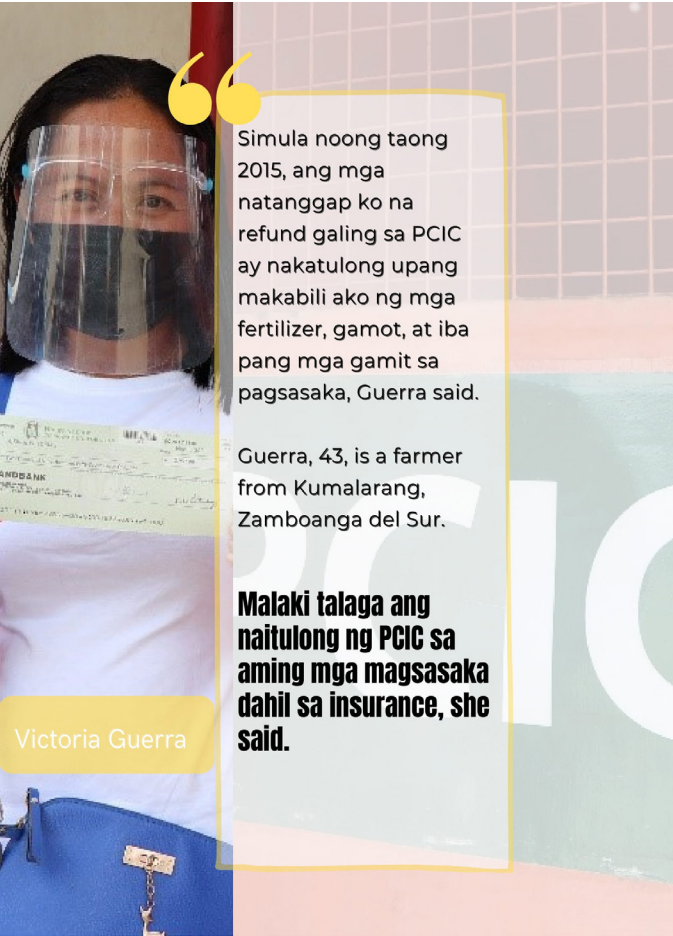 Simula noong taong
2015, ang mga
natanggap ko na
refund galing sa PCIC
ay nakatulong upang
makabili ako ng mga
fertilizer, gamot, at iba
pang mga gamit sa
pagsasaka, Guerra said.
Guerra, 43, is a farmer
from Kumalarang,
Zamboanga del Sur.
Malaki talaga ang
naitulong ng PCIC sa
aming mga magsasaka
dahil sa insurance, she
said.
Victoria Guerra
ANDBANK
PCIC